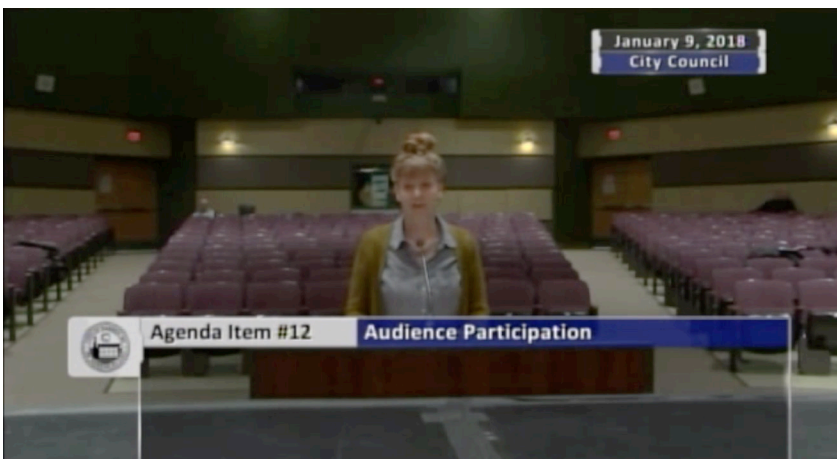 January 9, 2018
City Council
Agenda Item #12
Audience Participation